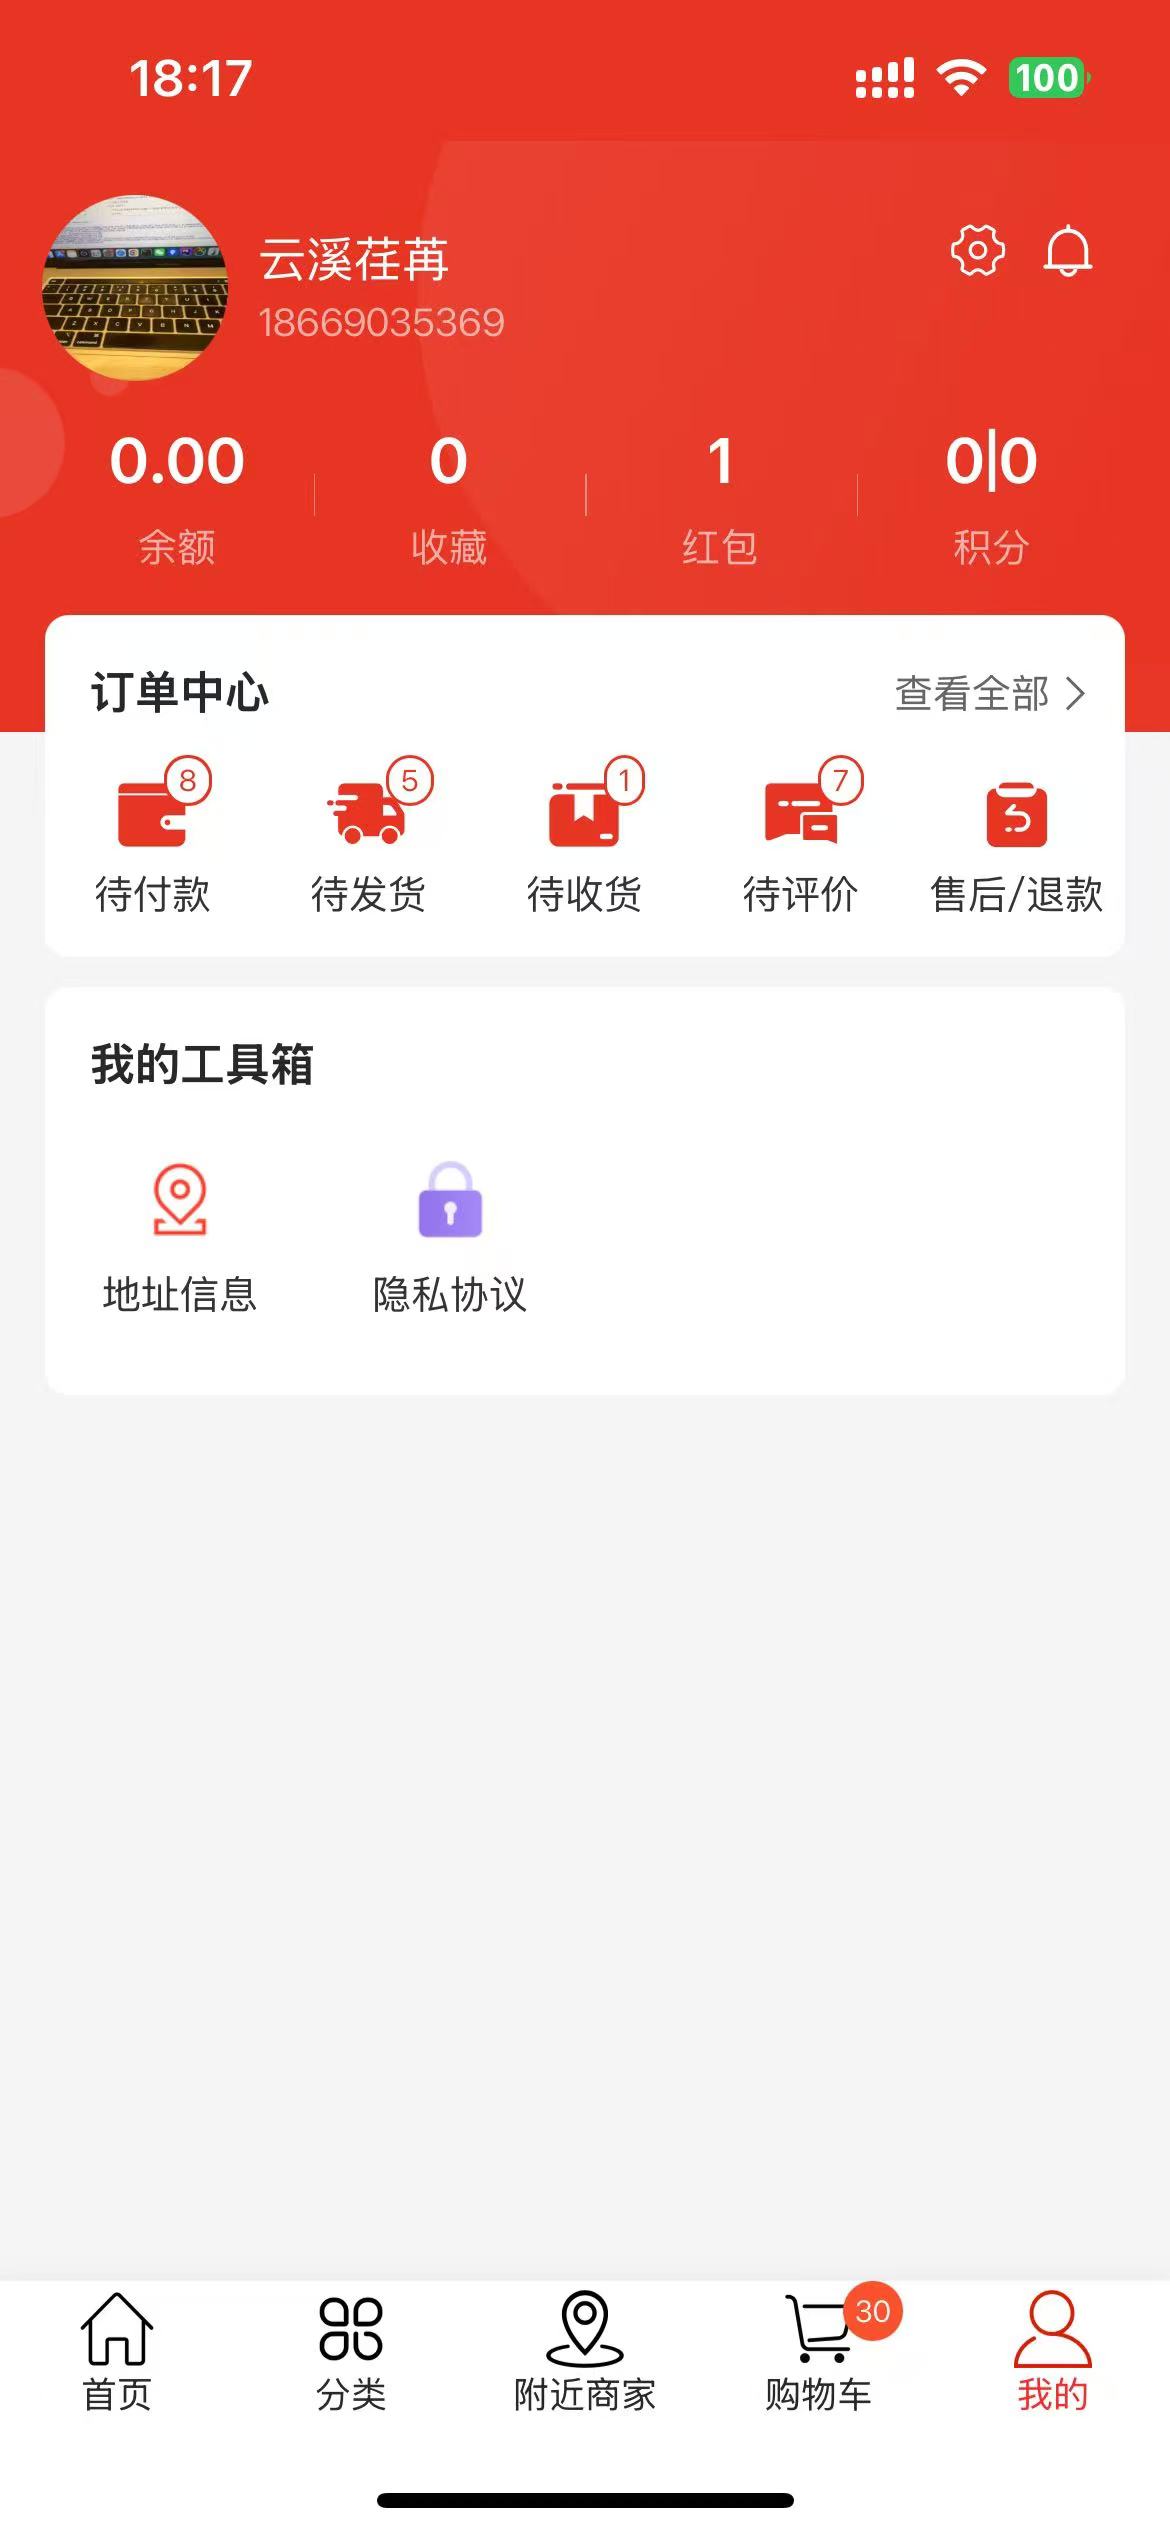 18:17
100
云溪荏苒
18669035369
0.00
0
1
0|0
余额
收藏
红包
积分
订单中心
查看全部
8
5
1
7
待付款
待发货
待收货
待评价
售后/退款
我的工具箱
地址信息
隐私协议
30
首页
分类
附近商家
购物车
我的